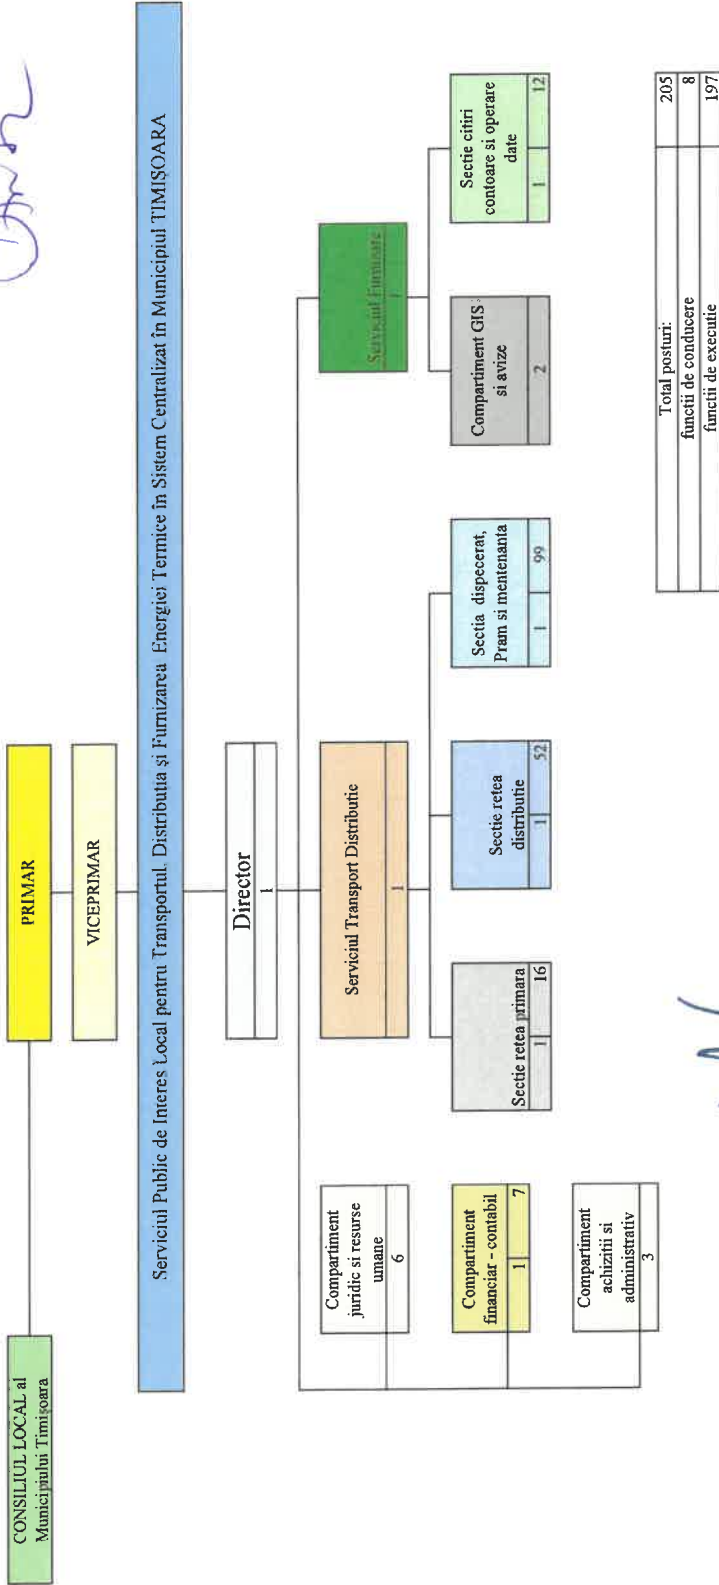 CONSILIUL LOCAL al
Municipiului Timișoara
PRIMAR
VICEPRIMAR
Serviciul Public de Interes Local pentru Transportul, Distributia și Furnizarea Energiei Termice în Sistem Centralizat în Municipiul TIMIȘOARA
Director
1
Compartiment
juridic si resurse
umane
6
Compartiment
financiar - contabil
1 7
Compartiment
achizitii si
administrativ
3
Serviciul Transport Distributie
1
Sectie retea primara
1 16
Sectie retea
distributie
1 52
Sectia dispecerat,
Pram si mentenanta
1 99
Serviciul Furnizare
1
Compartiment GIS
si avize
2
Sectie citiri
contoare si operare
date
1 12
Total posturi: 205
functii de conducere 8
functii de executie 197